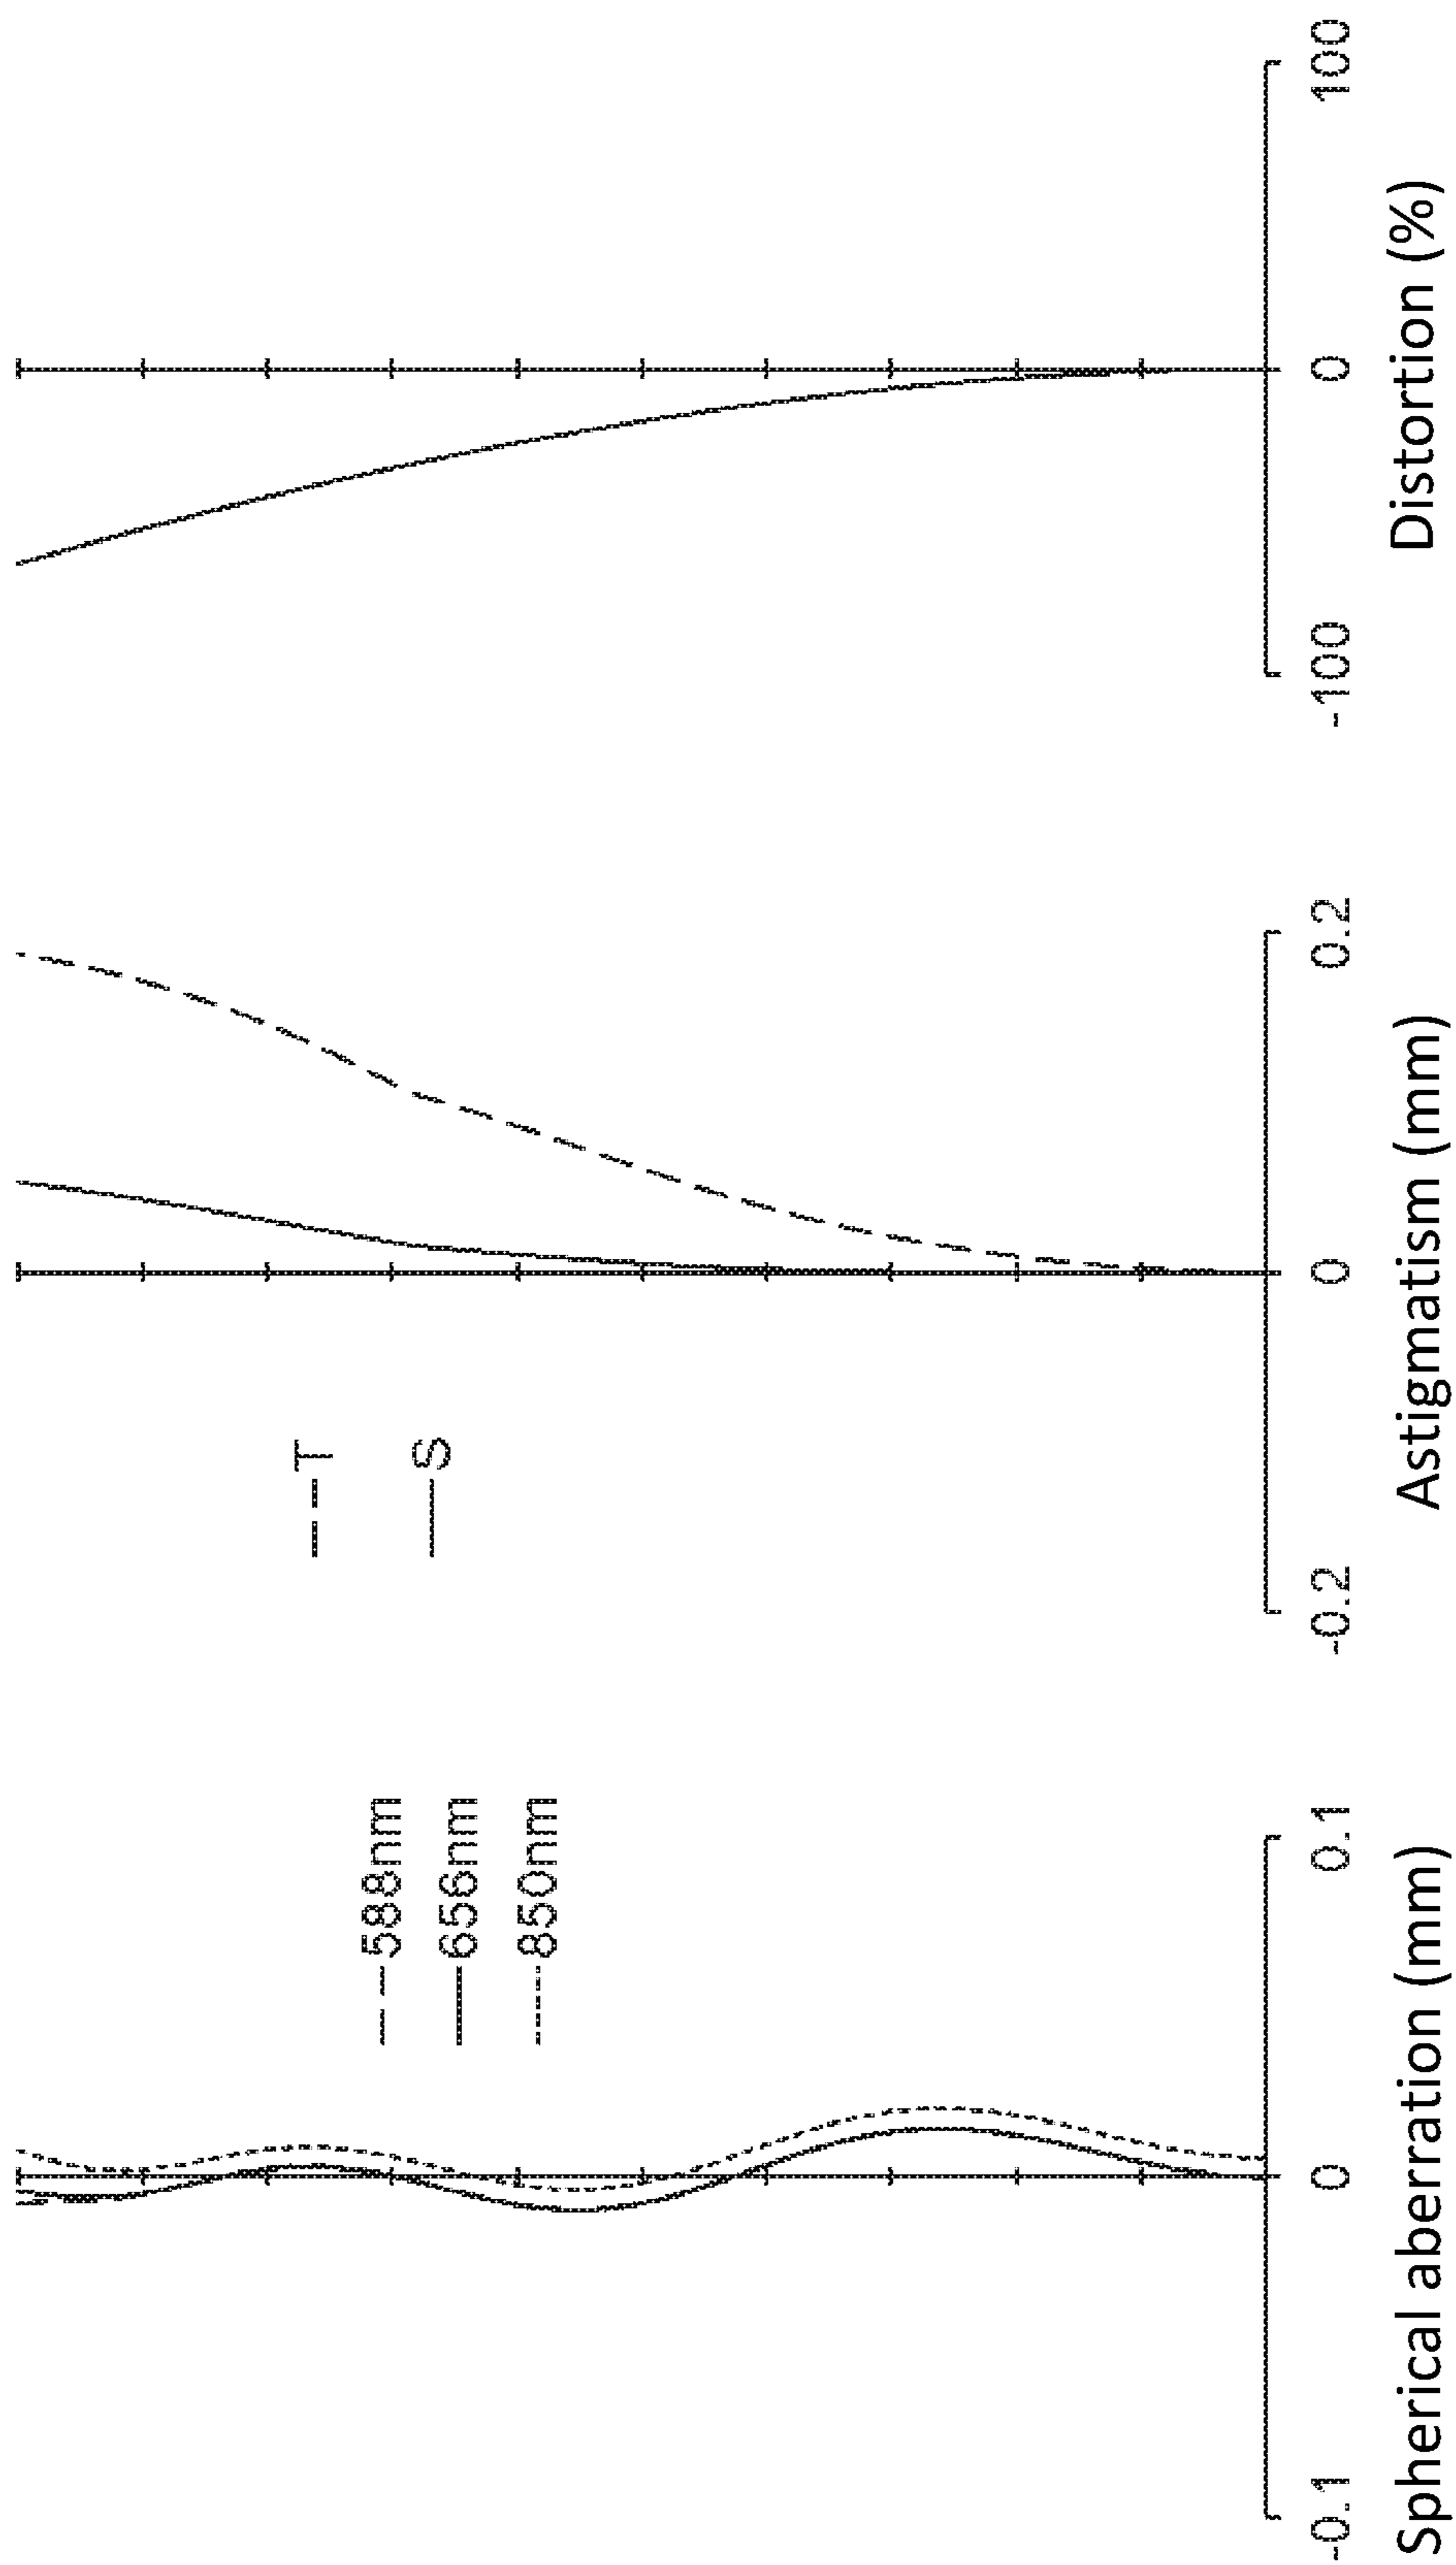 588nm
656nm
850nm
-0.1 0 0.1
Spherical aberration (mm)
T
S
-0.2 0 0.2
Astigmatism (mm)
-100 0 100
Distortion (%)